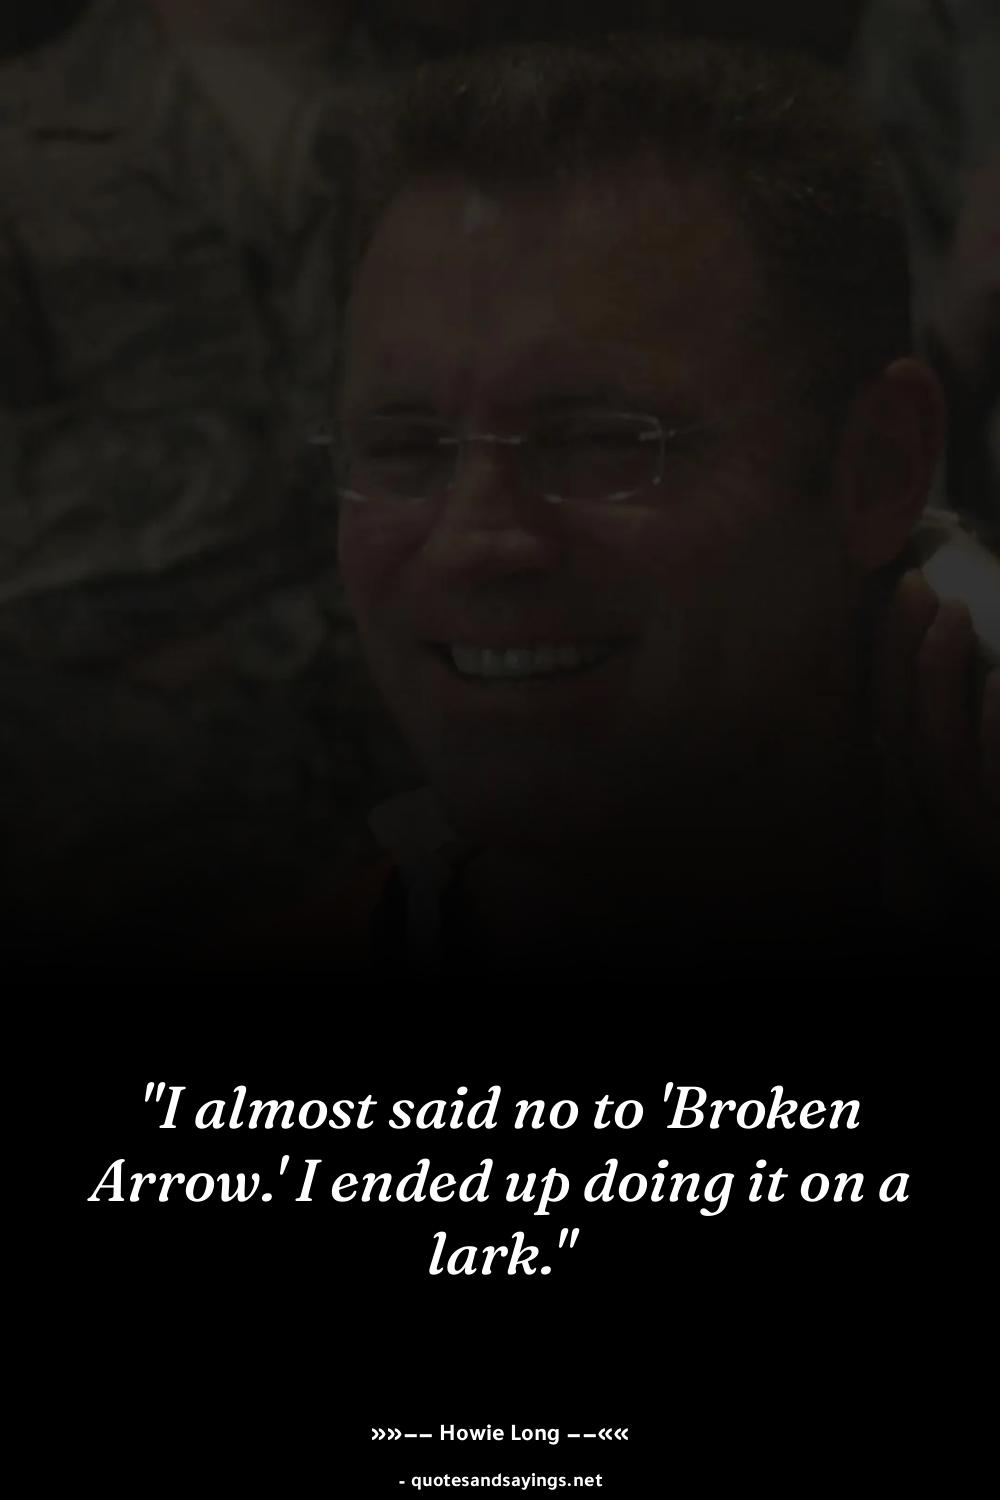 "I almost said no to 'Broken
Arrow.' I ended up doing it on a
lark."
»»–– Howie Long ––««
- quotesandsayings.net